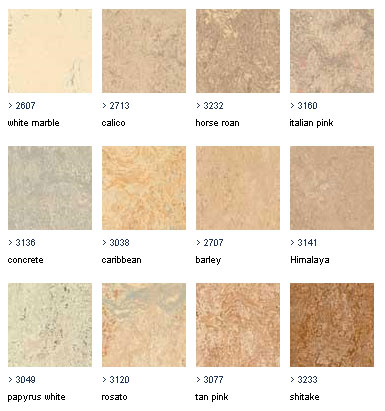 > 2607 > 2713 > 3232 > 3160
white marble calico horse roan italian pink
> 3136 > 3038 > 2707 > 3141
concrete caribbean barley Himalaya
> 3049 > 3120 > 3077 > 3233
papyrus white rosato tan pink shitake